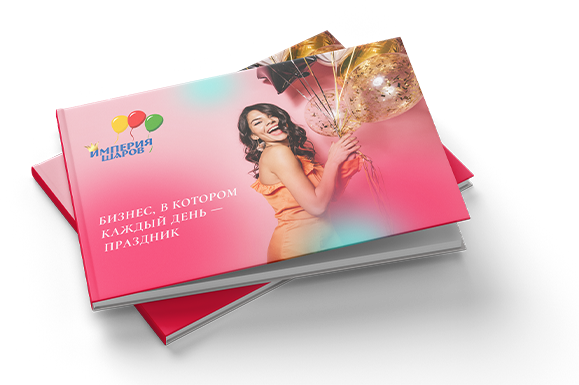 ИМПЕРИЯ
ШАРОВ
БИЗНЕС, В КОТОРОМ
КАЖДЫЙ ДЕНЬ —
ПРАЗДНИК